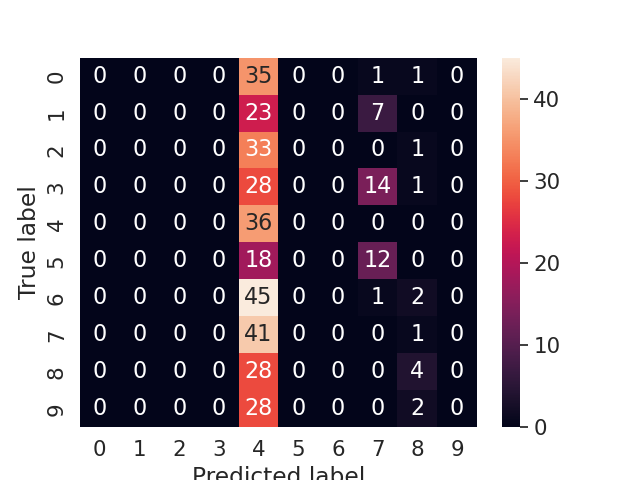 0 0 0 0 0 35 0 0 1 1 0
1 0 0 0 0 23 0 0 7 0 0
2 0 0 0 0 33 0 0 0 1 0
3 0 0 0 0 28 0 0 14 1 0
4 0 0 0 0 36 0 0 0 0 0
5 0 0 0 0 18 0 0 12 0 0
6 0 0 0 0 45 0 0 1 2 0
7 0 0 0 0 41 0 0 0 1 0
8 0 0 0 0 28 0 0 0 4 0
9 0 0 0 0 28 0 0 0 2 0
0 1 2 3 4 5 6 7 8 9
True label
Predicted label
40
30
20
10
0